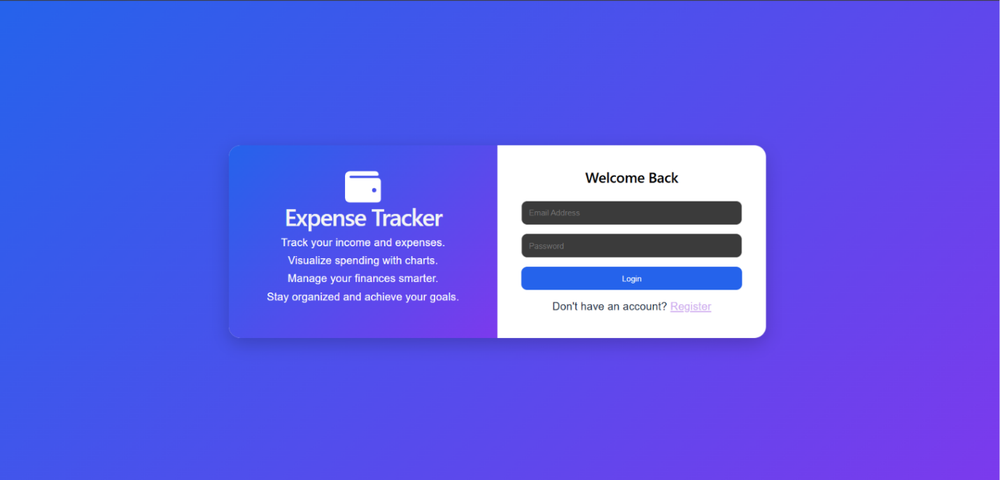 Expense Tracker
Track your income and expenses.
Visualize spending with charts.
Manage your finances smarter.
Stay organized and achieve your goals.
Welcome Back
Email Address
Password
Login
Don't have an account? Register